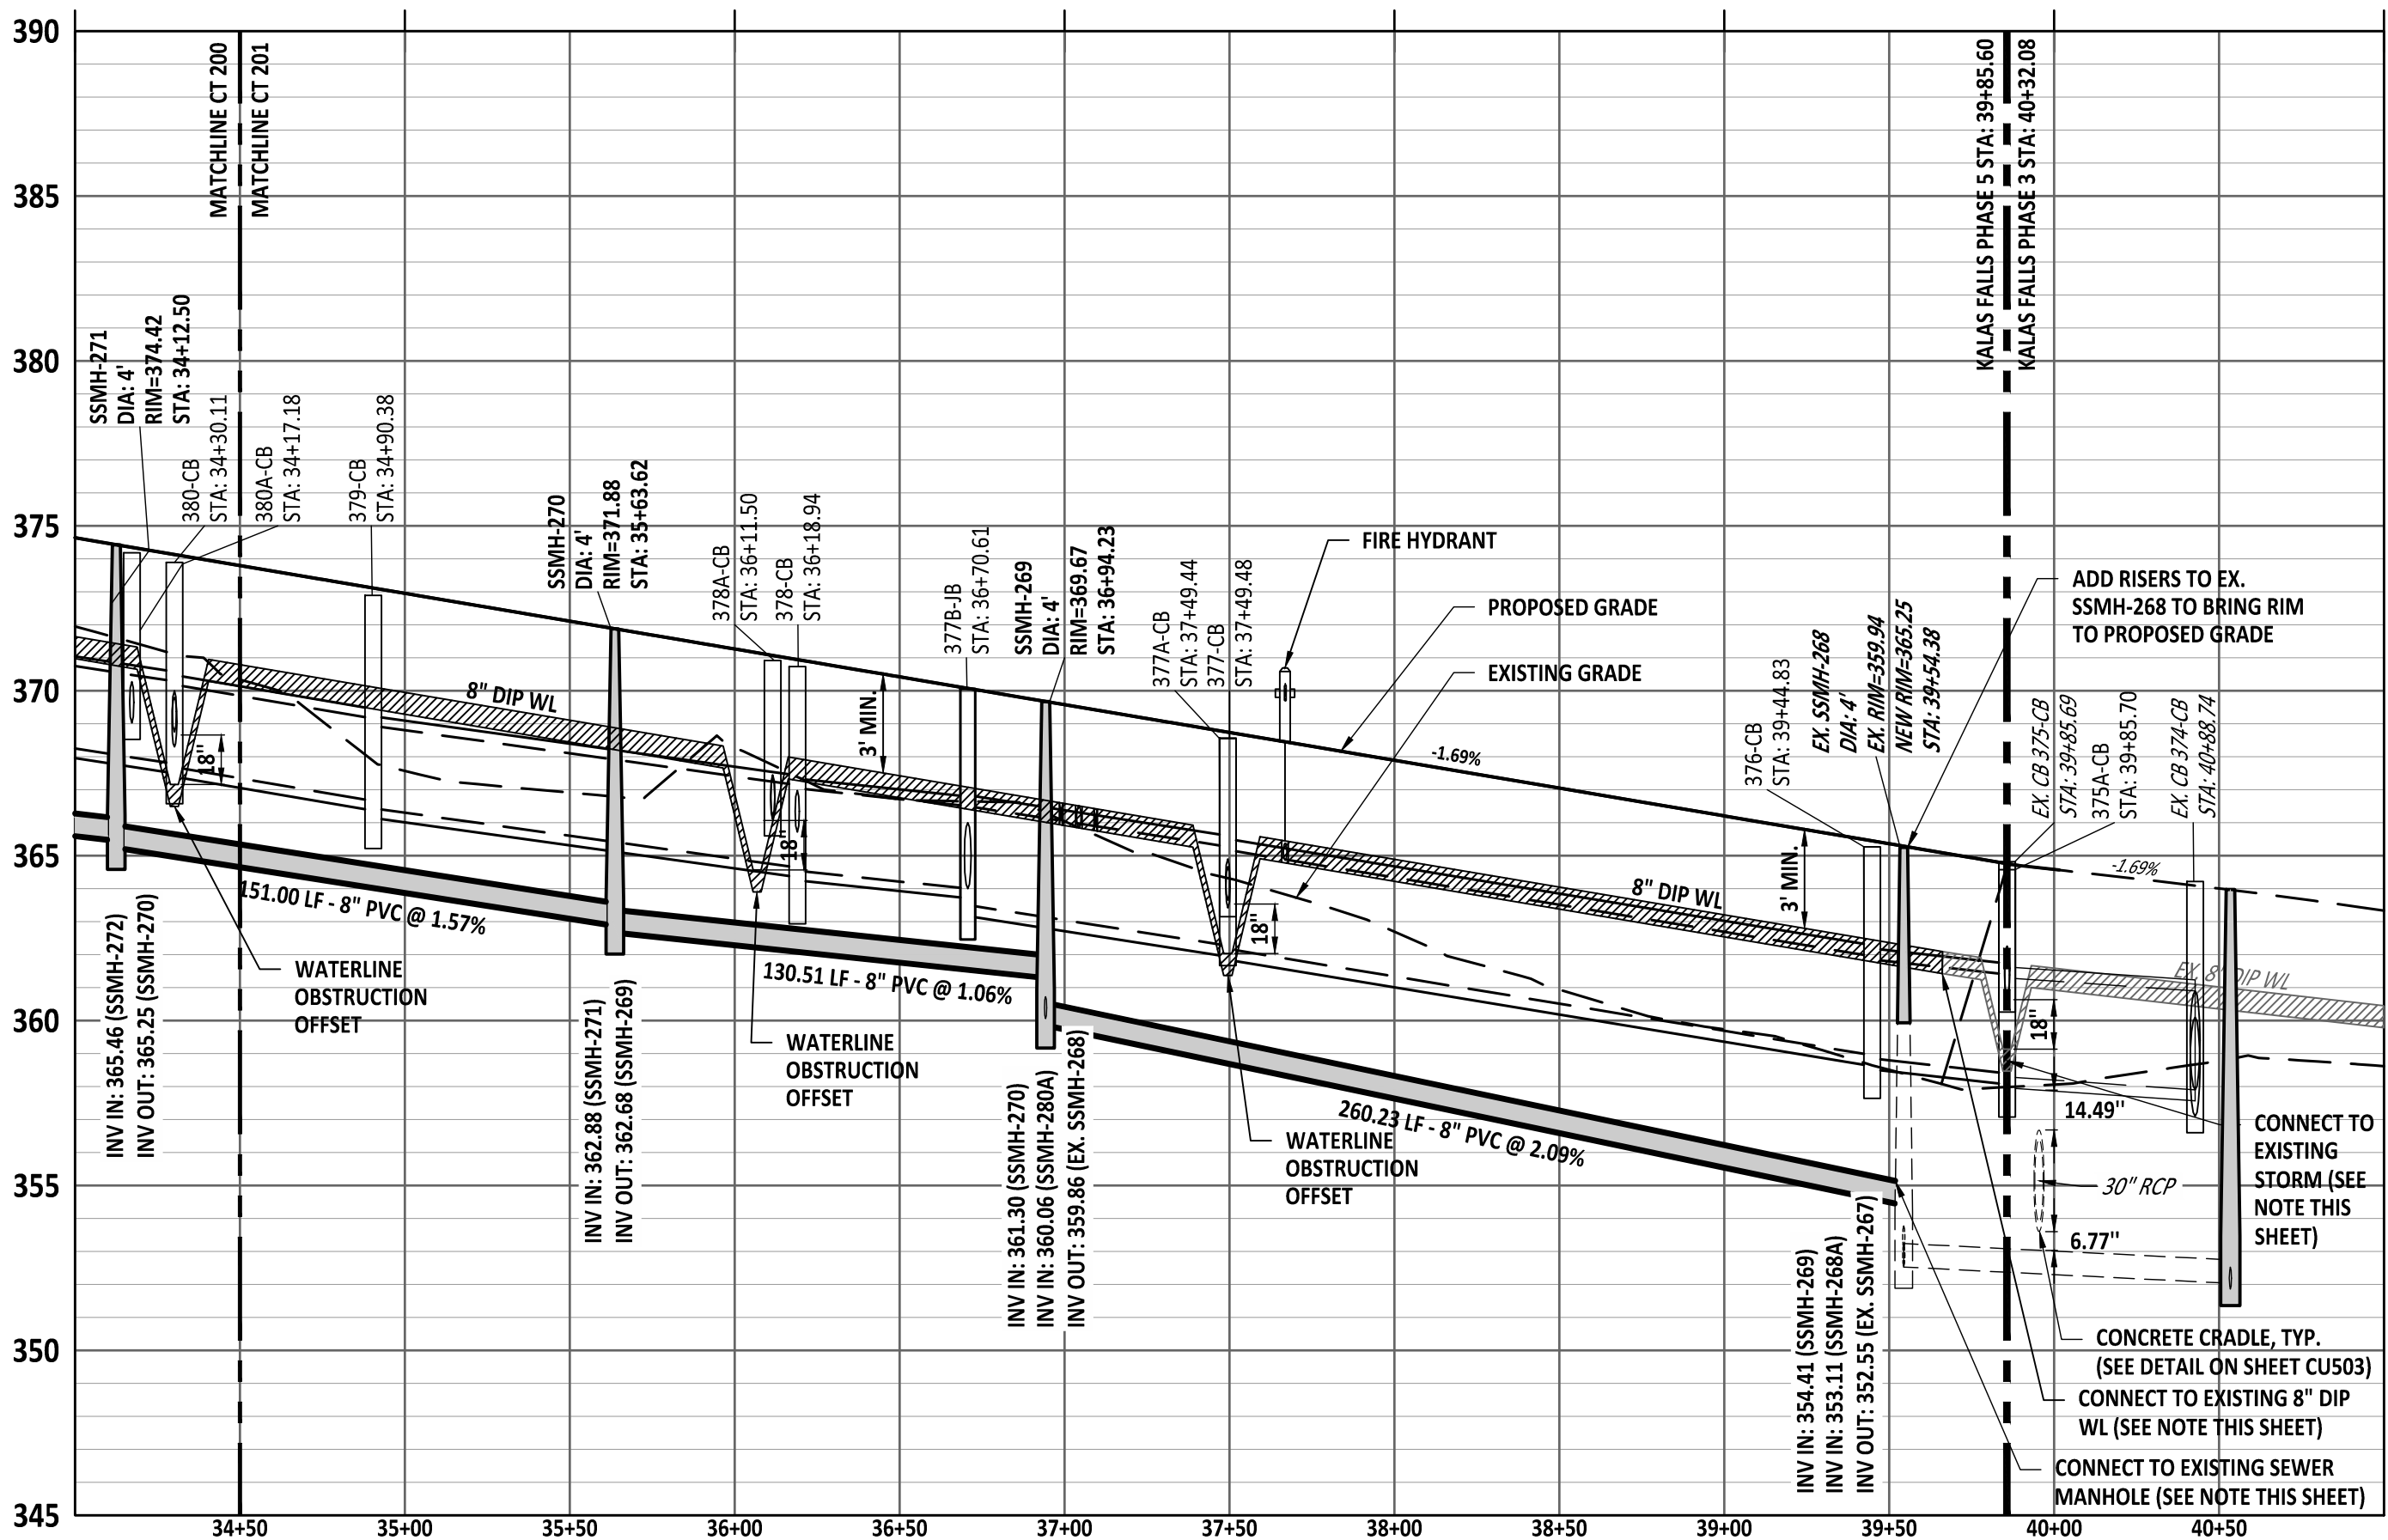 390
385
380
375
370
365
360
355
350
345
34+50
35+00
35+50
36+00
36+50
37+00
37+50
38+00
38+50
39+00
39+50
40+00
40+50
MATCHLINE CT 200
MATCHLINE CT 201
SSMH-271
DIA: 4'
RIM=374.42
STA: 34+12.50
380-CB
STA: 34+30.11
380A-CB
STA: 34+17.18
379-CB
STA: 34+90.38
SSMH-270
DIA: 4'
RIM=371.88
STA: 35+63.62
378A-CB
STA: 36+11.50
378-CB
STA: 36+18.94
377B-JB
STA: 36+70.61
SSMH-269
DIA: 4'
RIM=369.67
STA: 36+94.23
377A-CB
STA: 37+49.44
377-CB
STA: 37+49.48
FIRE HYDRANT
PROPOSED GRADE
EXISTING GRADE
376-CB
STA: 39+44.83
EX. SSMH-268
DIA: 4'
EX. RIM=359.94
NEW RIM=365.25
STA: 39+54.38
KALAS FALLS PHASE 5 STA: 39+85.60
KALAS FALLS PHASE 3 STA: 40+32.08
ADD RISERS TO EX.
SSMH-268 TO BRING RIM
TO PROPOSED GRADE
EX. CB 375-CB
STA: 39+85.69
375A-CB
STA: 39+85.70
EX. CB 374-CB
STA: 40+88.74
8" DIP WL
18"
18"
3' MIN.
18"
-1.69%
8" DIP WL
3' MIN.
-1.69%
EX. 8" DIP WL
18"
14.49"
30" RCP
6.77"
INV IN: 365.46 (SSMH-272)
INV OUT: 365.25 (SSMH-270)
151.00 LF - 8" PVC @ 1.57%
WATERLINE
OBSTRUCTION
OFFSET
INV IN: 362.88 (SSMH-271)
INV OUT: 362.68 (SSMH-269)
130.51 LF - 8" PVC @ 1.06%
WATERLINE
OBSTRUCTION
OFFSET
INV IN: 361.30 (SSMH-270)
INV IN: 360.06 (SSMH-280A)
INV OUT: 359.86 (EX. SSMH-268)
260.23 LF - 8" PVC @ 2.09%
WATERLINE
OBSTRUCTION
OFFSET
INV IN: 354.41 (SSMH-269)
INV IN: 353.11 (SSMH-268A)
INV OUT: 352.55 (EX. SSMH-267)
CONNECT TO
EXISTING
STORM (SEE
NOTE THIS
SHEET)
CONCRETE CRADLE, TYP.
(SEE DETAIL ON SHEET CU503)
CONNECT TO EXISTING 8" DIP
WL (SEE NOTE THIS SHEET)
CONNECT TO EXISTING SEWER
MANHOLE (SEE NOTE THIS SHEET)